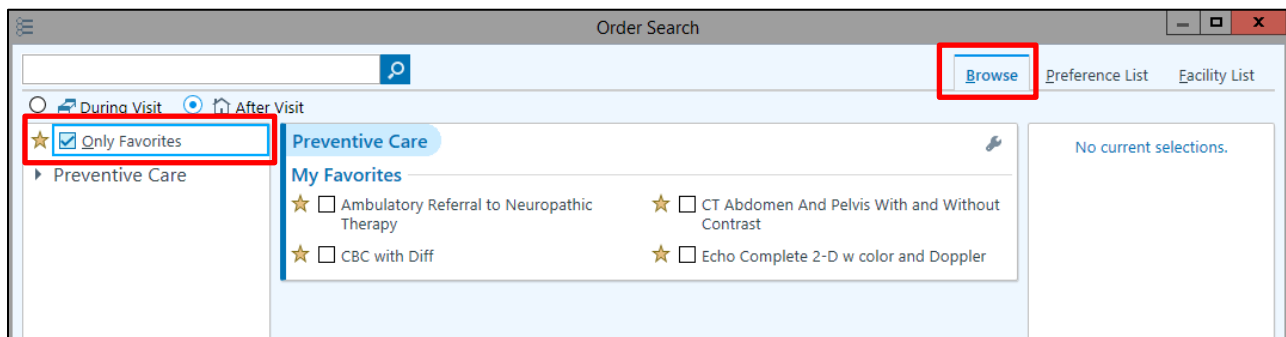 Order Search
Browse Preference List Facility List
During Visit After Visit
Only Favorites
Preventive Care
Preventive Care
My Favorites
Ambulatory Referral to Neuropathic
Therapy
CBC with Diff
CT Abdomen And Pelvis With and Without
Contrast
Echo Complete 2-D w color and Doppler
No current selections.